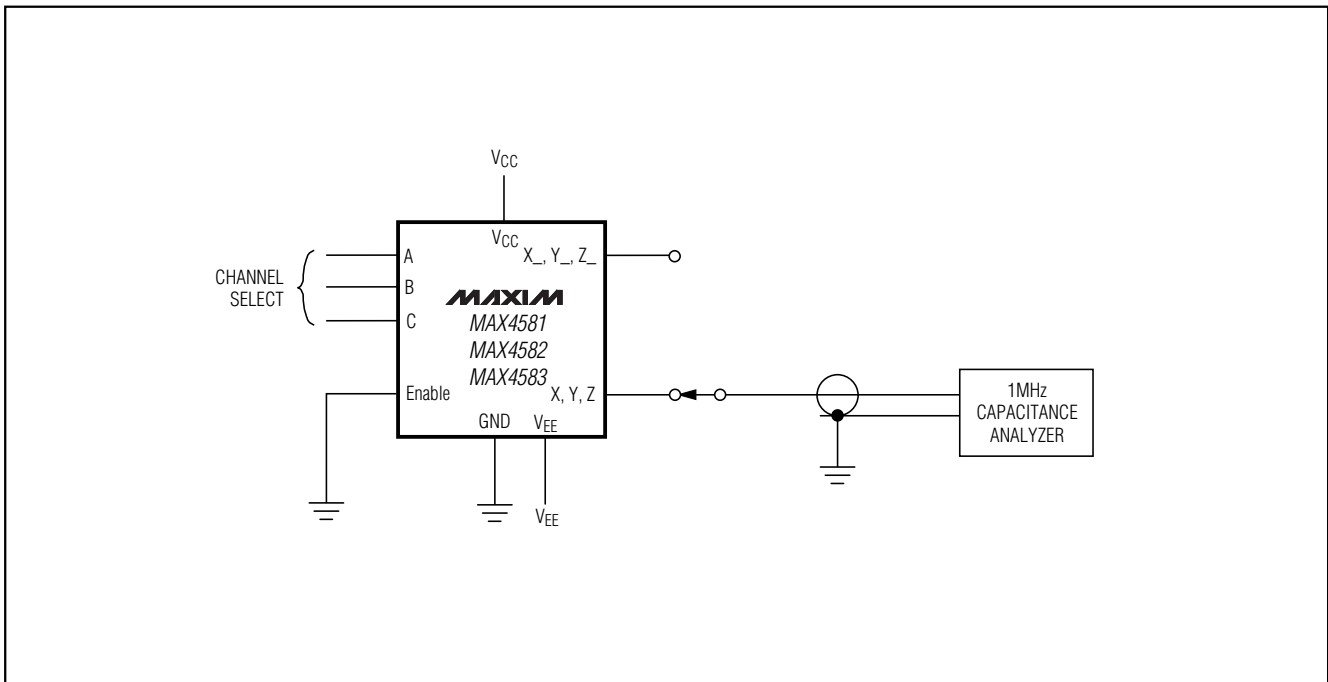 VCC
VCC
X_, Y_, Z_
A
CHANNEL
SELECT
B
MAXIM
C
MAX4581
MAX4582
MAX4583
Enable
X, Y, Z
1MHz
CAPACITANCE
ANALYZER
GND
VEE
VEE